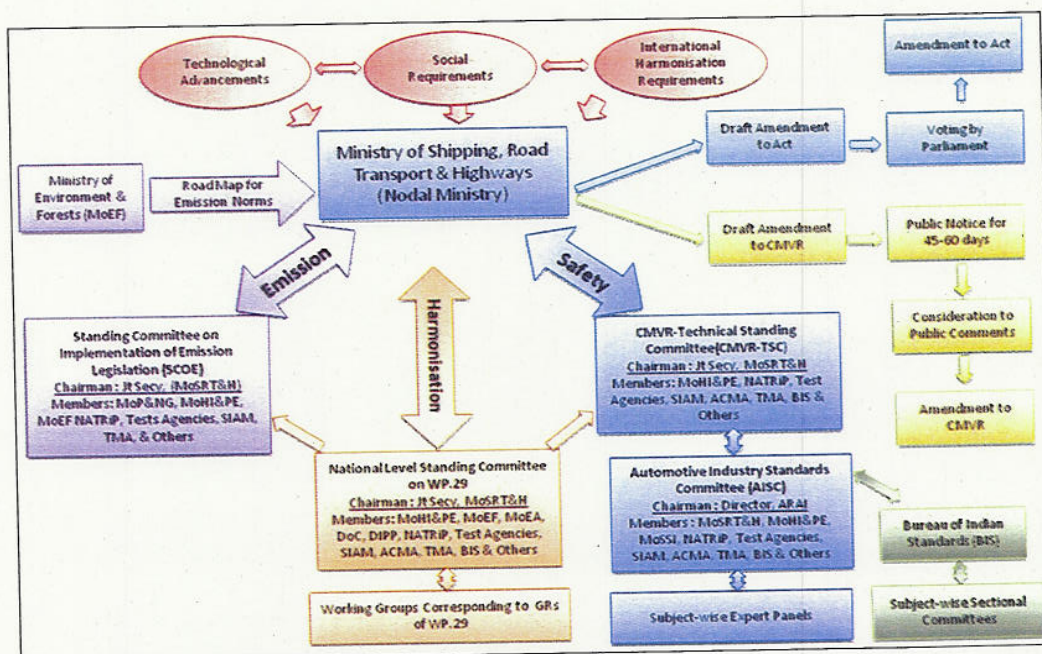 Technological
Advancements
Social
Requirements
International
Harmonisation
Requirements
Amendment to Act
Ministry of Shipping, Road
Transport & Highways
(Nodal Ministry)
Draft Amendment
to Act
Voting by
Parliament
Ministry of
Environment &
Forests (MoEF)
Road Map for
Emission Norms
Draft Amendment
to CMVR
Public Notice for
45-60 days
Emission
Harmonisation
Safety
Consideration to
Public Comments
Amendment to
CMVR
Standing Committee on
Implementation of Emission
Legislation (SCOE)
Chairman : Jt Secy, (MoSRT&H)
Members: MoP&NG, MoHI&PE,
MoEF NATRiP, Tests Agencies, SIAM,
TMA, & Others
CMVR-Technical Standing
Committee(CMVR-TSC)
Chairman : Jt Secy, MoSRT&H
Members: MoHI&PE, NATRiP, Test
Agencies, SIAM, ACMA, TMA, BIS &
Others
National Level Standing Committee
on WP.29
Chairman : Jt Secy, MoSRT&H
Members: MoHI&PE, MoEF, MoEA,
DoC, DIPP, NATRiP, Test Agencies,
SIAM, ACMA, TMA, BIS & Others
Automotive Industry Standards
Committee (AISC)
Chairman : Director, ARAI
Members : MoSRT&H, MoHI&PE,
MoSSI, NATRiP, Test Agencies,
SIAM, ACMA, TMA, BIS & Others
Bureau of Indian
Standards (BIS)
Working Groups Corresponding to GRs
of WP.29
Subject-wise Expert Panels
Subject-wise Sectional
Committees